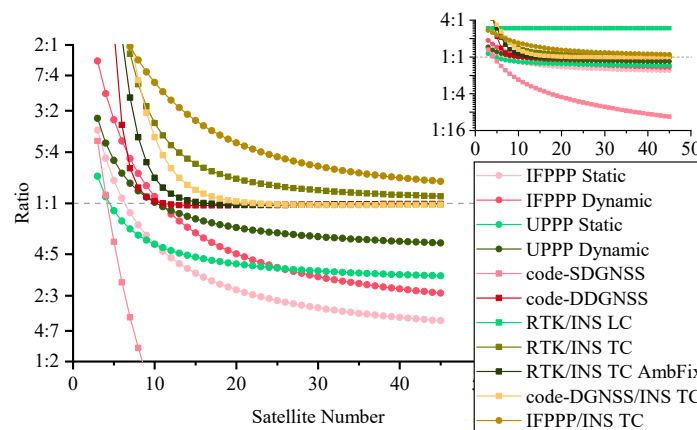 2:1
7:4
3:2
5:4
1:1
4:5
2:3
4:7
1:2
Ratio
0
10
20
30
40
Satellite Number
4:1
1:1
1:4
1:16
0 10 20 30 40 50
IFPPP Static
IFPPP Dynamic
UPPP Static
UPPP Dynamic
code-SDGNSS
code-DDGNSS
RTK/INS LC
RTK/INS TC
RTK/INS TC AmbFix
code-DGNSS/INS TC
IFPPP/INS TC